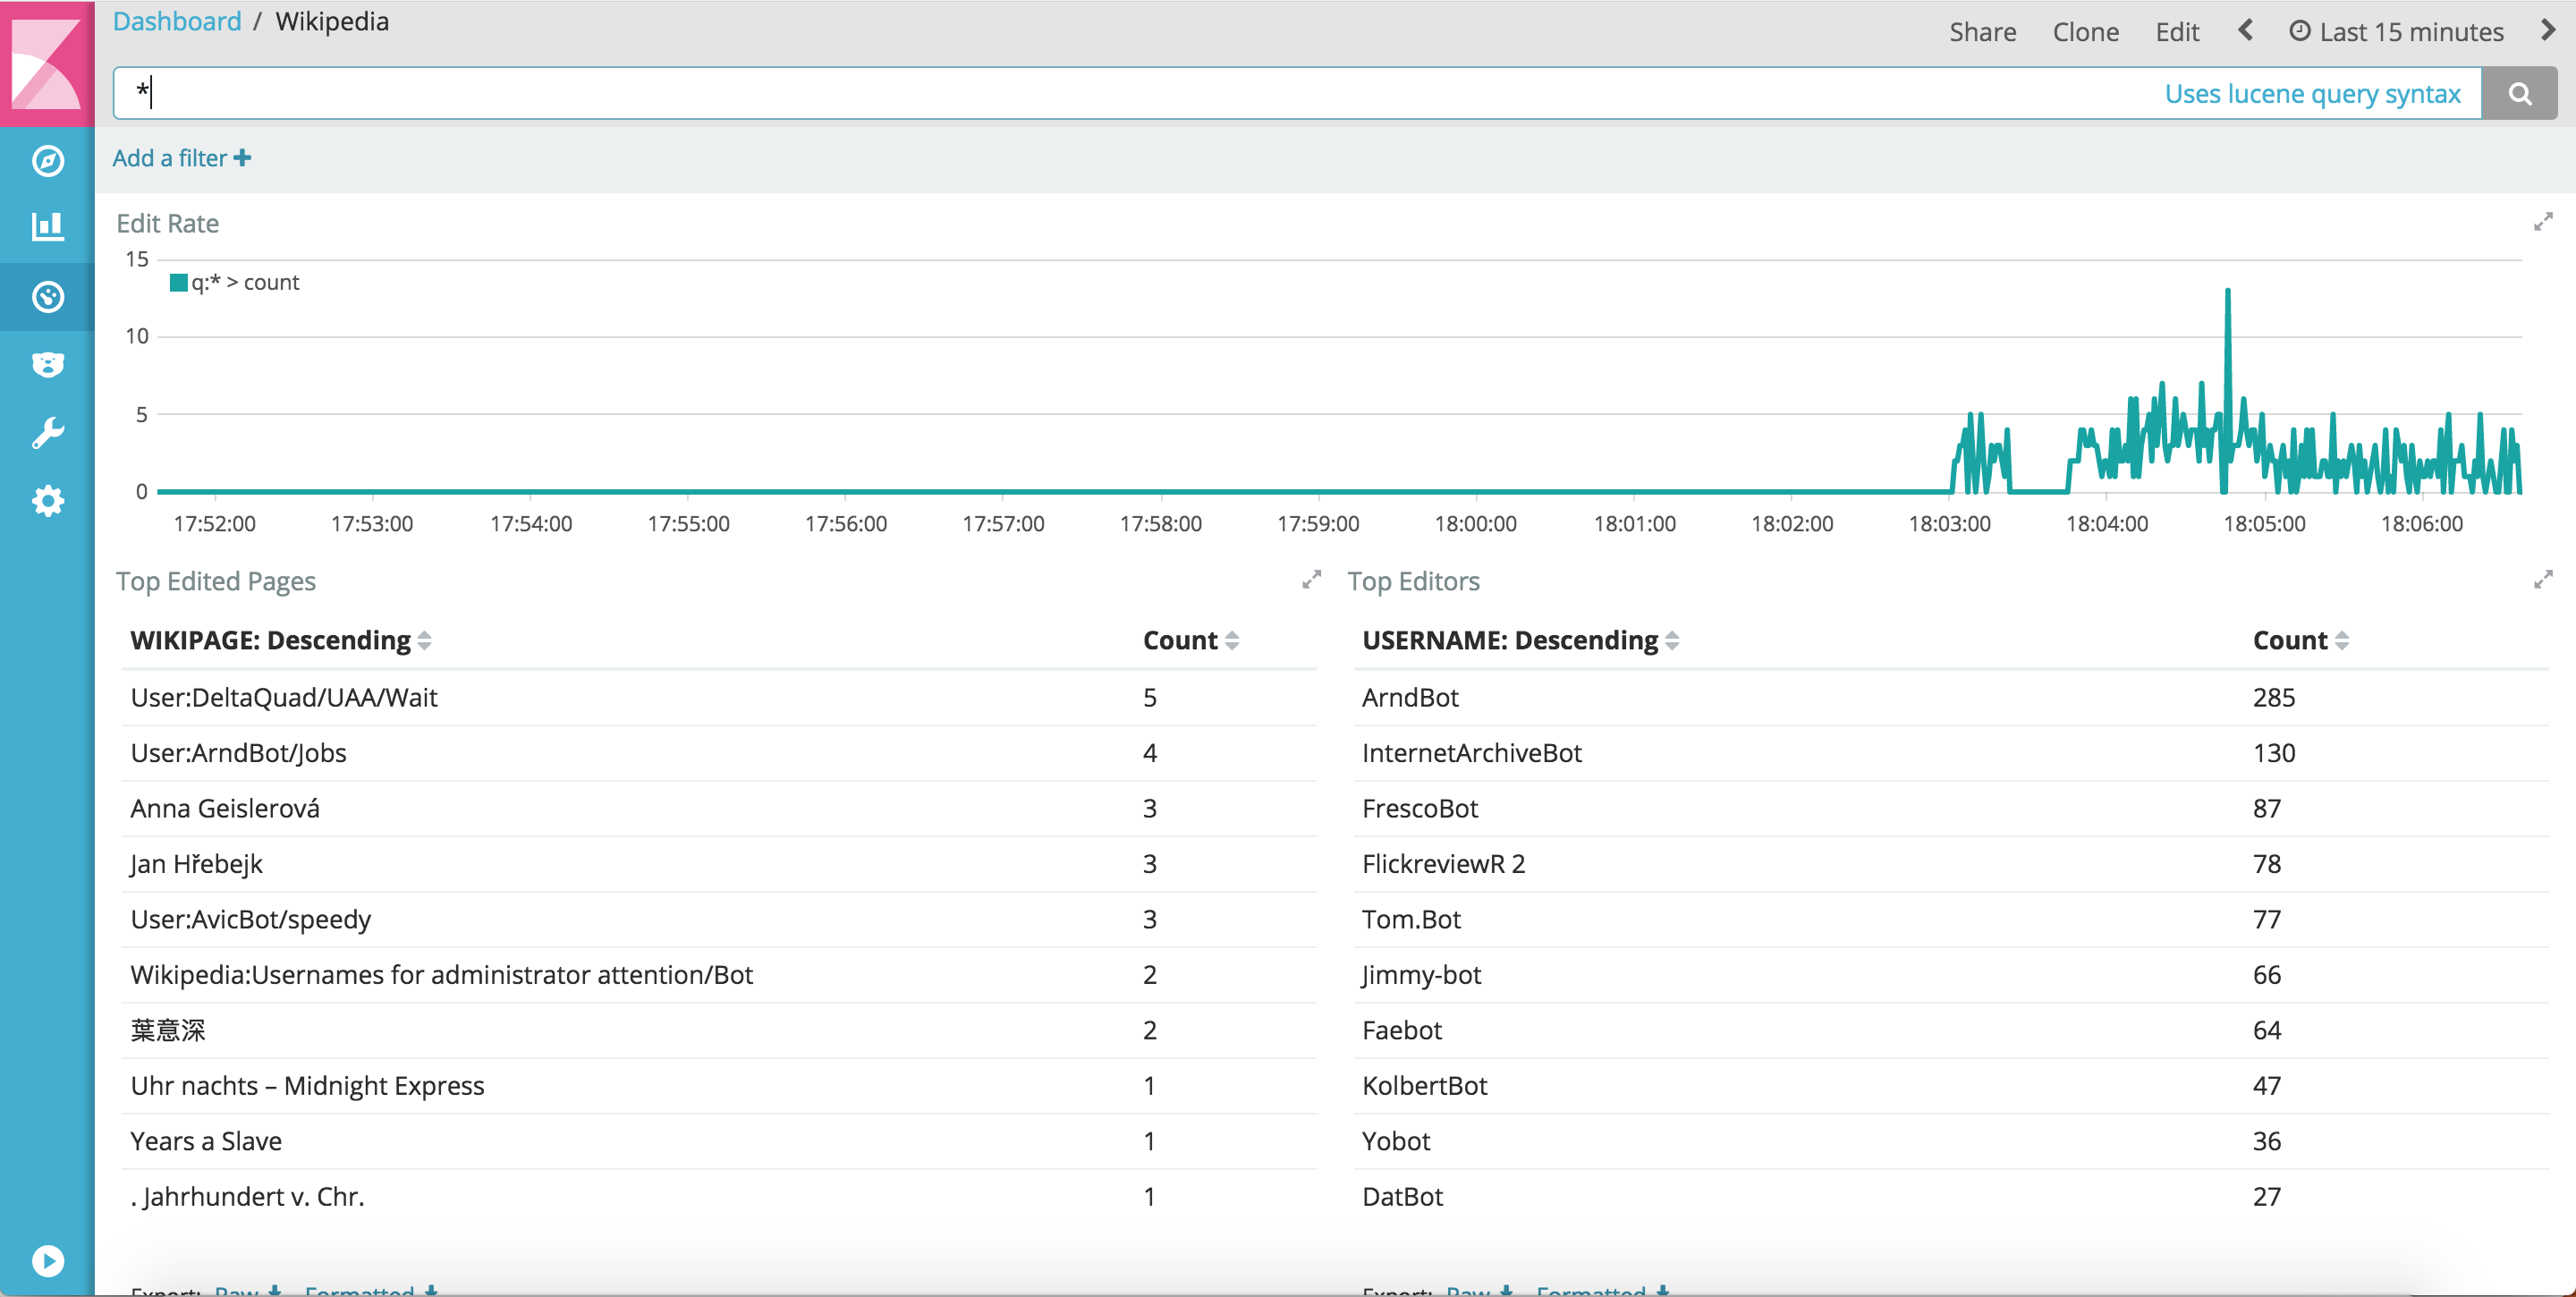 Dashboard / Wikipedia
Share Clone Edit Last 15 minutes
* Uses lucene query syntax
Add a filter
Edit Rate
15
q:* > count
10
5
0
17:52:00 17:53:00 17:54:00 17:55:00 17:56:00 17:57:00 17:58:00 17:59:00 18:00:00 18:01:00 18:02:00 18:03:00 18:04:00 18:05:00 18:06:00
Top Edited Pages
WIKIPAGE: Descending Count
User:DeltaQuad/UAA/Wait 5
User:ArndBot/Jobs 4
Anna Geislerová 3
Jan Hřebejk 3
User:AvicBot/speedy 3
Wikipedia:Usernames for administrator attention/Bot 2
葉意深 2
Uhr nachts – Midnight Express 1
Years a Slave 1
. Jahrhundert v. Chr. 1
Export: Raw Formatted
Top Editors
USERNAME: Descending Count
ArndBot 285
InternetArchiveBot 130
FrescoBot 87
FlickreviewR 2 78
Tom.Bot 77
Jimmy-bot 66
Faebot 64
KolbertBot 47
Yobot 36
DatBot 27
Export: Raw Formatted